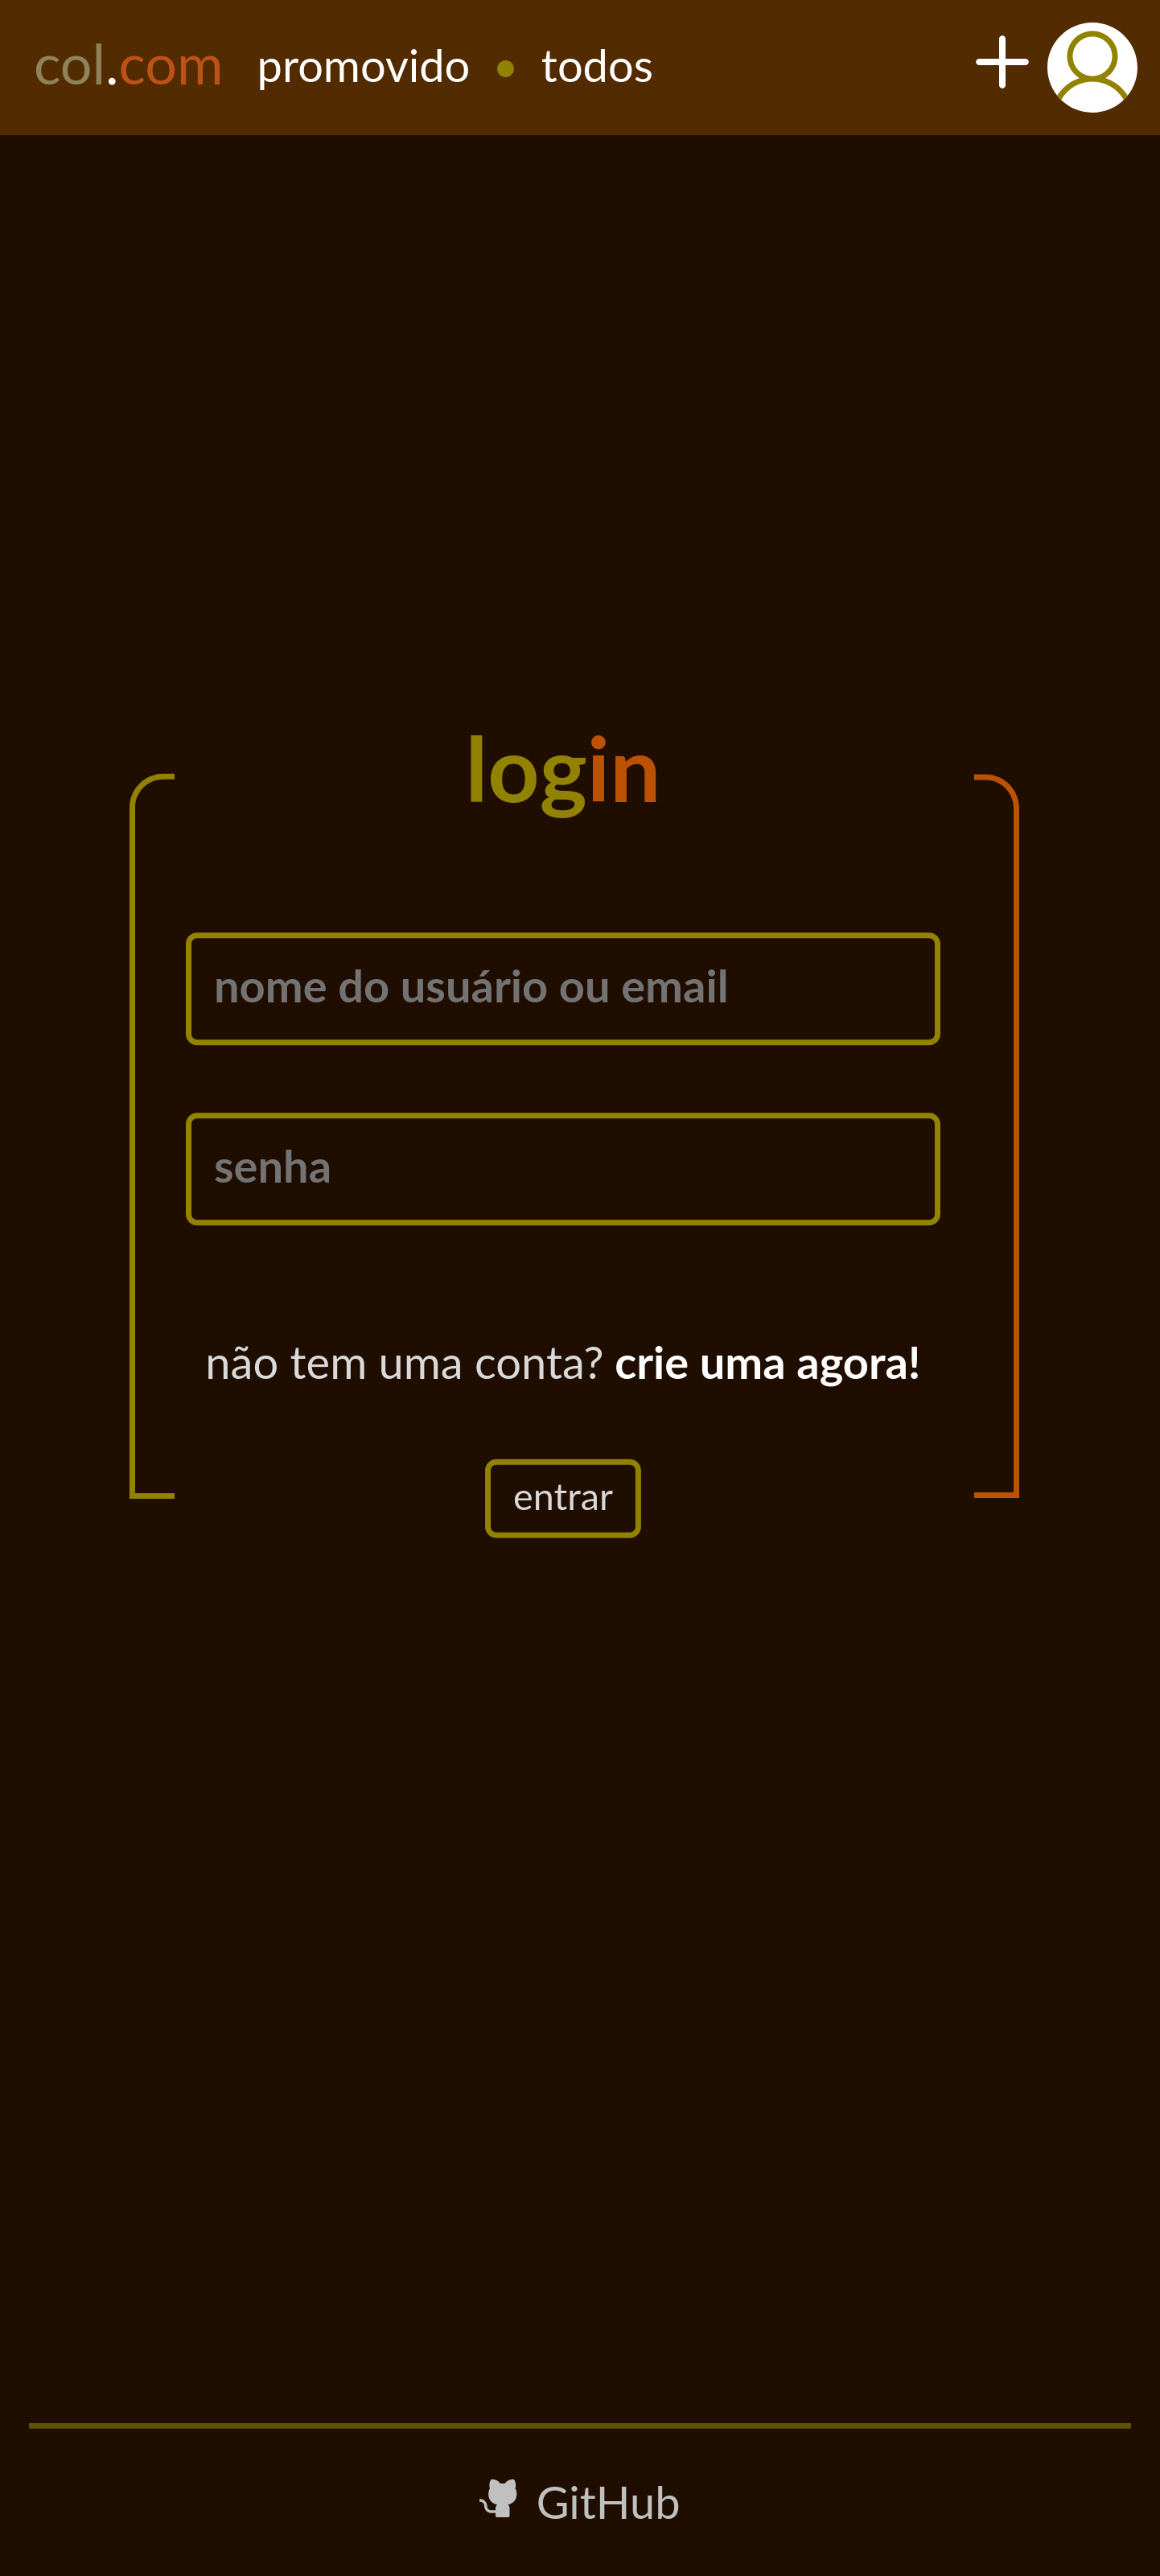 col.com promovido • todos
login
nome do usuário ou email
senha
não tem uma conta? crie uma agora!
entrar
GitHub